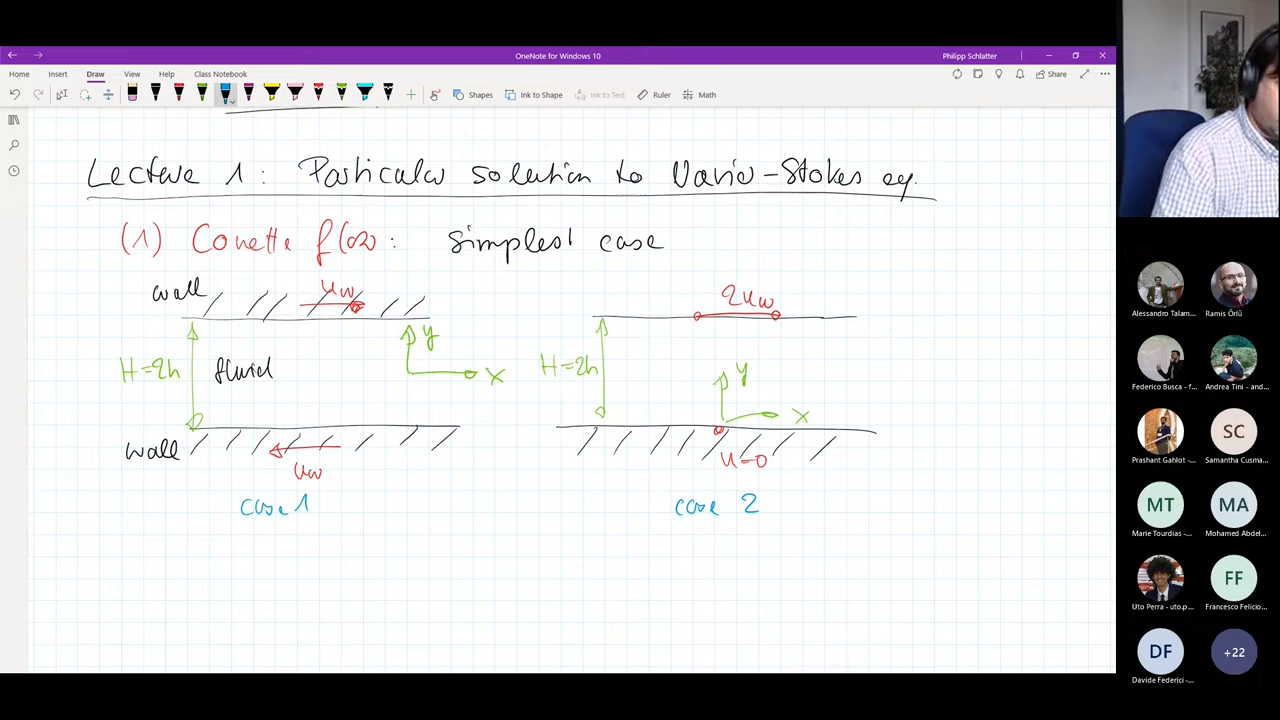 OneNote for Windows 10
Philipp Schlatter
Home Insert Draw View Help Class Notebook
Share
Shapes Ink to Shape Ink to Text Ruler Math
Lecture 1: Particular solution to Navier-Stokes eq.
(1) Couette flow: simplest case
wall
uw
2uw
y
H=2h
fluid
x
H=2h
y
x
wall
uw
u=0
case 1
case 2
Alessandro Talam...
Ramis Örlü
Federico Busca - f...
Andrea Tini - and...
Prashant Gahlot -...
SC
Samantha Cusma...
MT
Marie Tourdias -...
MA
Mohamed Abdel...
Uto Perra - uto.p...
FF
Francesco Felicio...
DF
Davide Federici -...
+22